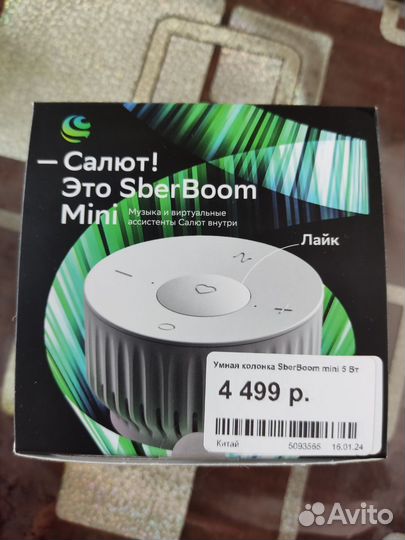 — Салют!
Это SberBoom
Mini
Музыка и виртуальные
ассистенты Салют внутри
Лайк
Умная колонка SberBoom mini 5 Вт
4 499 р.
Китай 5093565 16.01.24
Avito